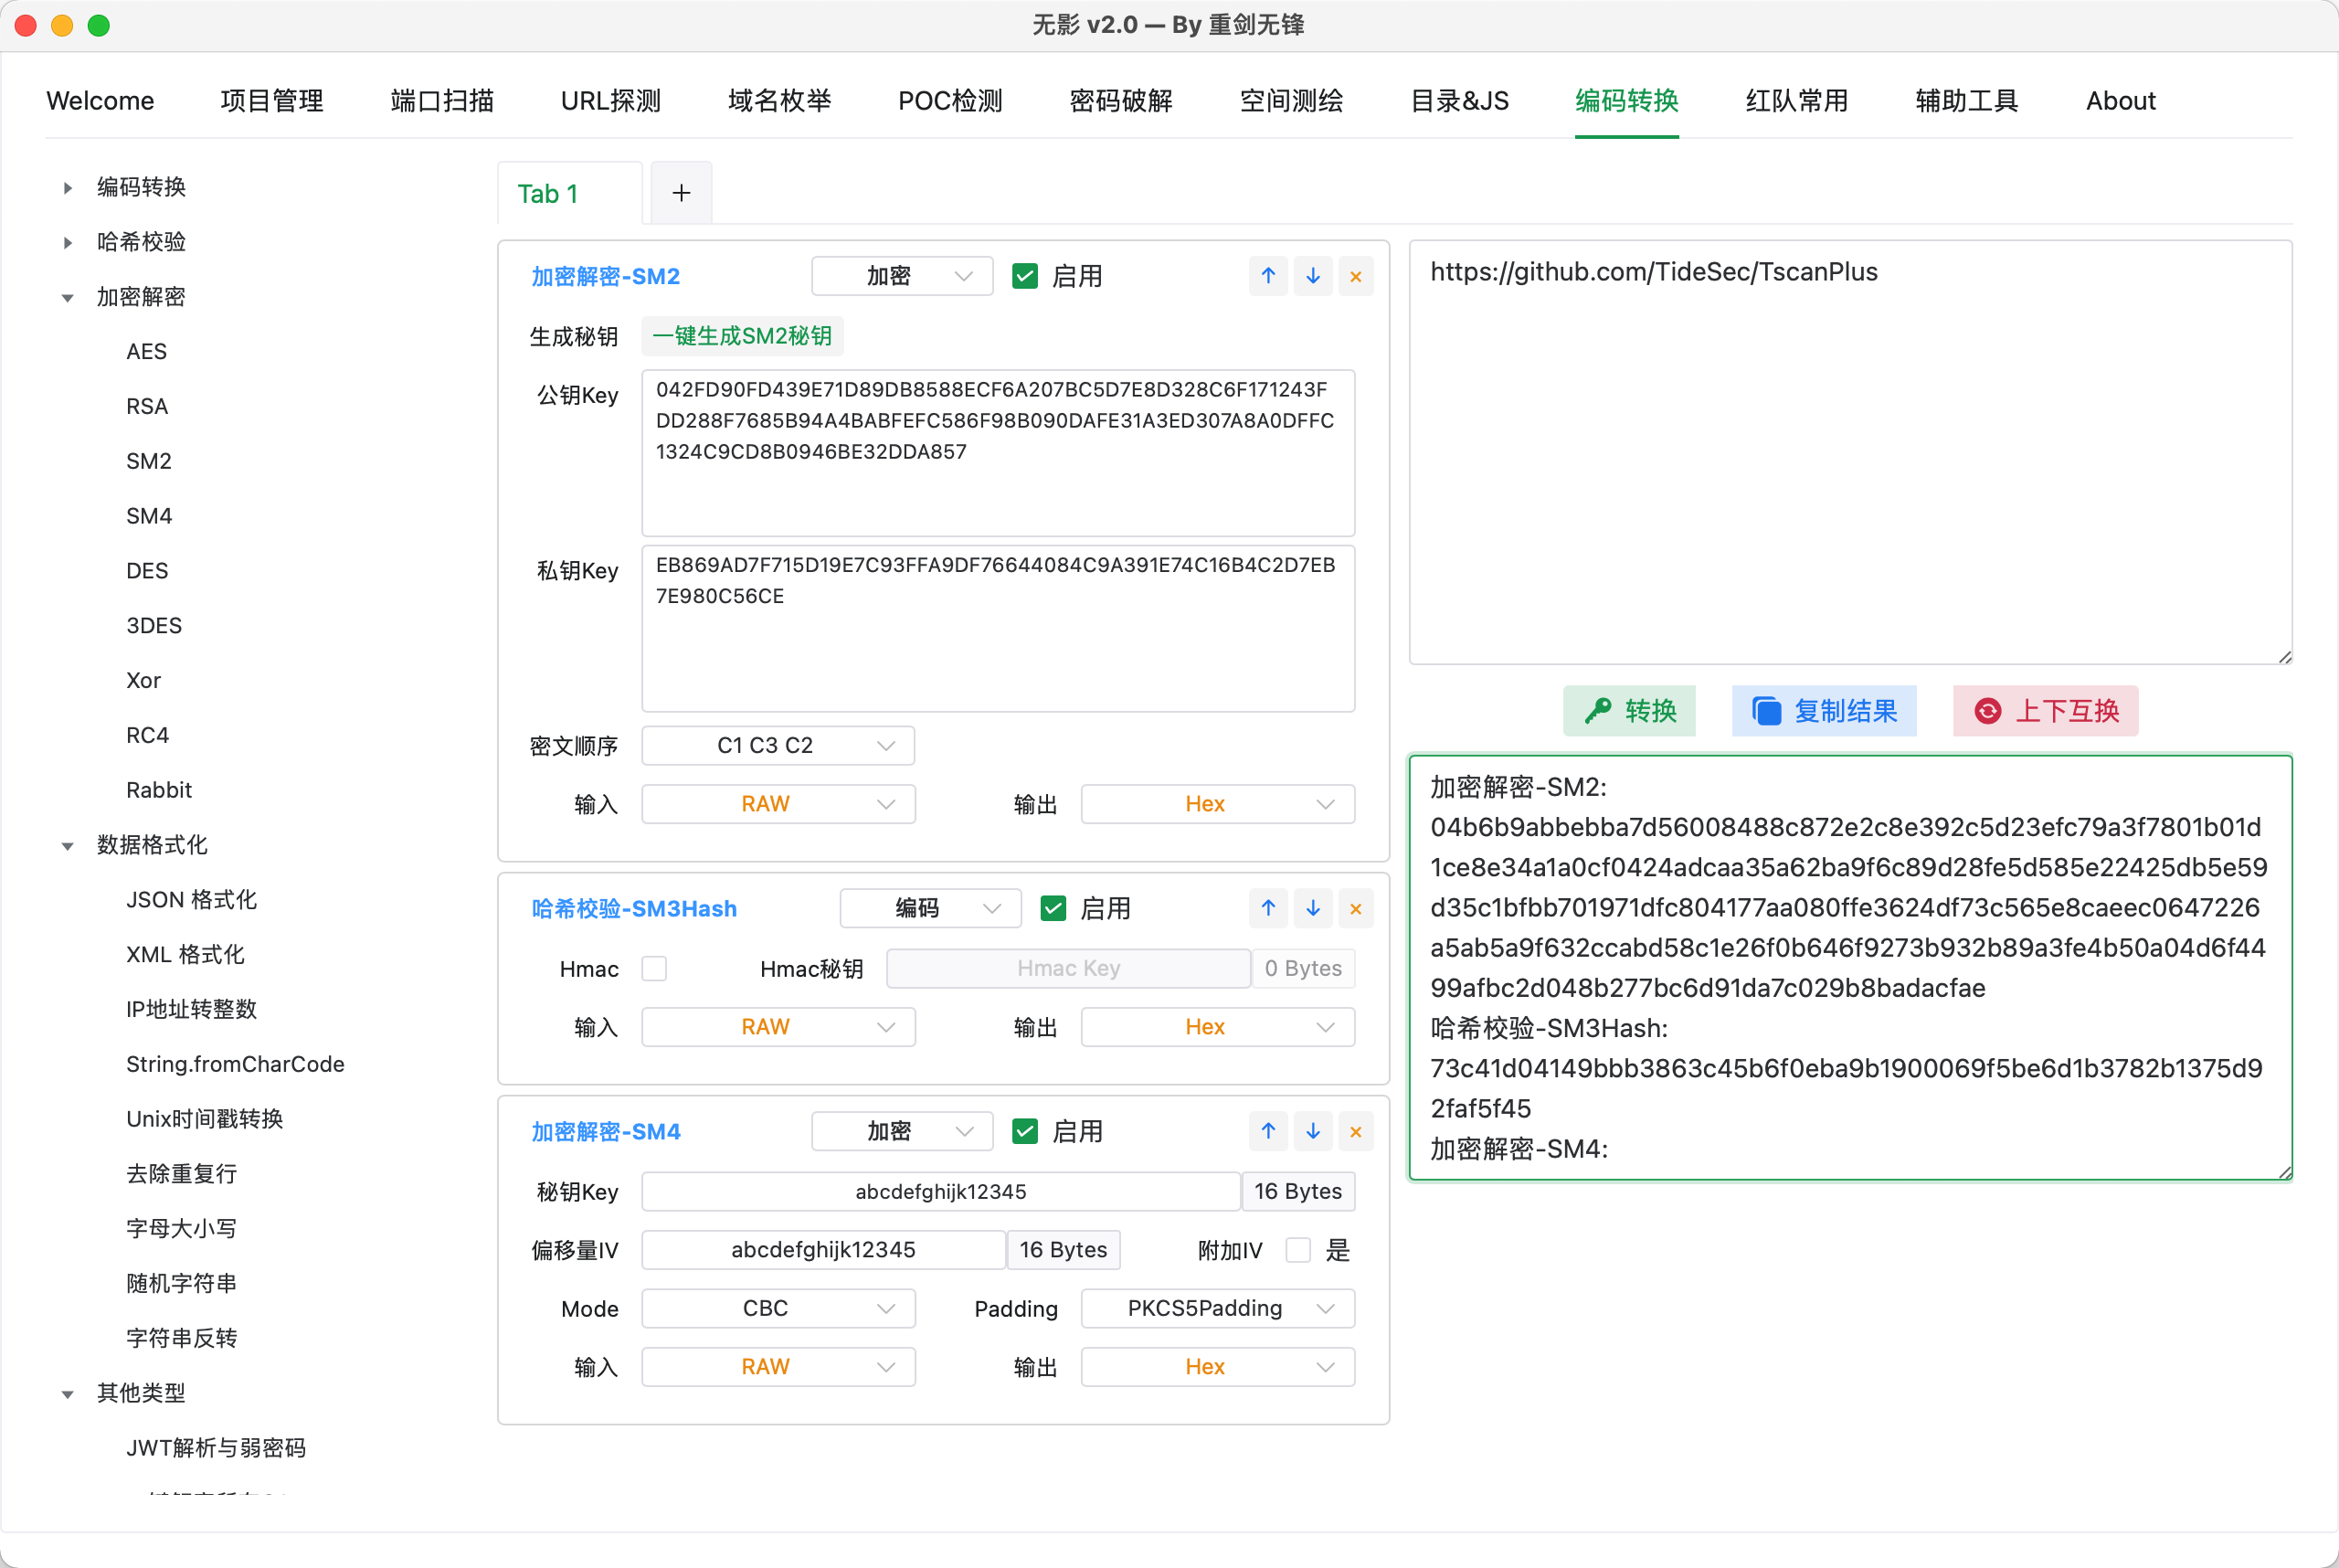 无影 v2.0 — By 重剑无锋
Welcome 项目管理 端口扫描 URL探测 域名枚举 POC检测 密码破解 空间测绘 目录&JS 编码转换 红队常用 辅助工具 About
编码转换
哈希校验
加密解密
AES
RSA
SM2
SM4
DES
3DES
Xor
RC4
Rabbit
数据格式化
JSON 格式化
XML 格式化
IP地址转整数
String.fromCharCode
Unix时间戳转换
去除重复行
字母大小写
随机字符串
字符串反转
其他类型
JWT解析与弱密码
Tab 1 +
加密解密-SM2 加密 启用
生成秘钥 一键生成SM2秘钥
公钥Key
042FD90FD439E71D89DB8588ECF6A207BC5D7E8D328C6F171243F
DD288F7685B94A4BABFEFC586F98B090DAFE31A3ED307A8A0DFFC
1324C9CD8B0946BE32DDA857
私钥Key
EB869AD7F715D19E7C93FFA9DF76644084C9A391E74C16B4C2D7EB
7E980C56CE
密文顺序 C1 C3 C2
输入 RAW 输出 Hex
哈希校验-SM3Hash 编码 启用
Hmac Hmac秘钥 Hmac Key 0 Bytes
输入 RAW 输出 Hex
加密解密-SM4 加密 启用
秘钥Key abcdefghijk12345 16 Bytes
偏移量IV abcdefghijk12345 16 Bytes 附加IV 是
Mode CBC Padding PKCS5Padding
输入 RAW 输出 Hex
https://github.com/TideSec/TscanPlus
转换 复制结果 上下互换
加密解密-SM2:
04b6b9abbebba7d56008488c872e2c8e392c5d23efc79a3f7801b01d
1ce8e34a1a0cf0424adcaa35a62ba9f6c89d28fe5d585e22425db5e59
d35c1bfbb701971dfc804177aa080ffe3624df73c565e8caeec0647226
a5ab5a9f632ccabd58c1e26f0b646f9273b932b89a3fe4b50a04d6f44
99afbc2d048b277bc6d91da7c029b8badacfae
哈希校验-SM3Hash:
73c41d04149bbb3863c45b6f0eba9b1900069f5be6d1b3782b1375d9
2faf5f45
加密解密-SM4: